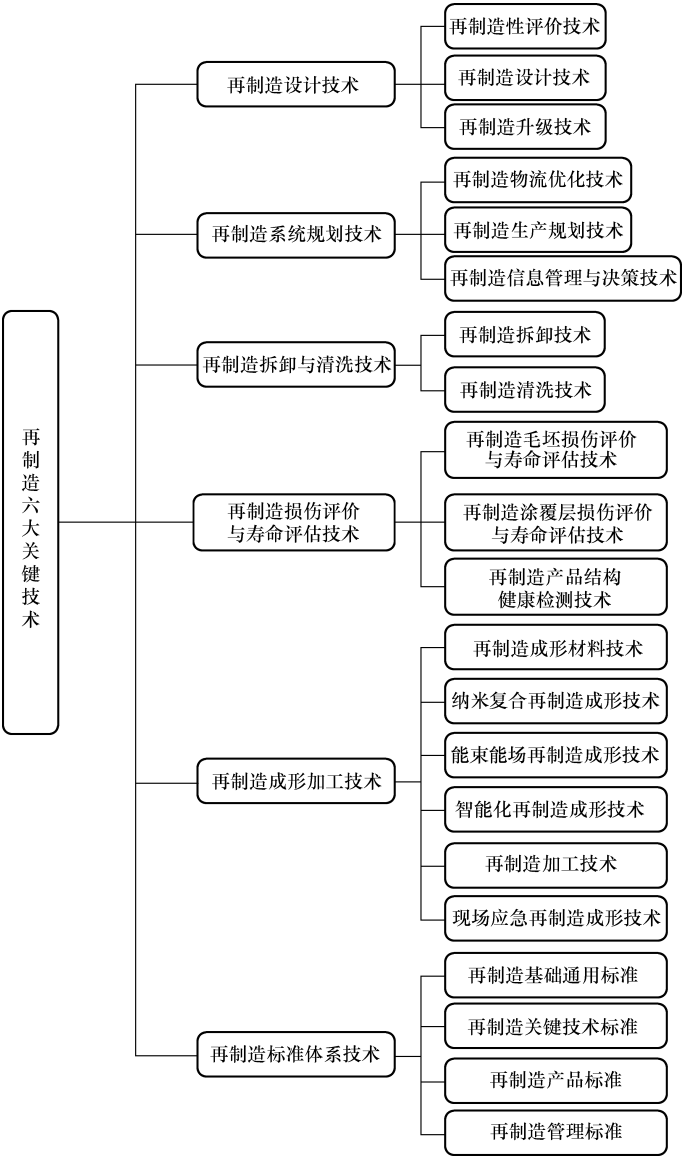 再制造六大关键技术
再制造设计技术
再制造性评价技术
再制造设计技术
再制造升级技术
再制造系统规划技术
再制造物流优化技术
再制造生产规划技术
再制造信息管理与决策技术
再制造拆卸与清洗技术
再制造拆卸技术
再制造清洗技术
再制造损伤评价
与寿命评估技术
再制造毛坯损伤评价
与寿命评估技术
再制造涂覆层损伤评价
与寿命评估技术
再制造产品结构
健康检测技术
再制造成形加工技术
再制造成形材料技术
纳米复合再制造成形技术
能束能场再制造成形技术
智能化再制造成形技术
再制造加工技术
现场应急再制造成形技术
再制造标准体系技术
再制造基础通用标准
再制造关键技术标准
再制造产品标准
再制造管理标准